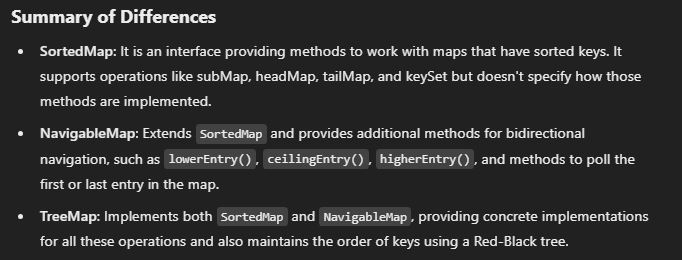 Summary of Differences
• SortedMap: It is an interface providing methods to work with maps that have sorted keys. It
supports operations like subMap, headMap, tailMap, and keySet but doesn't specify how those
methods are implemented.
• NavigableMap: Extends SortedMap and provides additional methods for bidirectional
navigation, such as lowerEntry(), ceilingEntry(), higherEntry(), and methods to poll the
first or last entry in the map.
• TreeMap: Implements both SortedMap and NavigableMap, providing concrete implementations
for all these operations and also maintains the order of keys using a Red-Black tree.